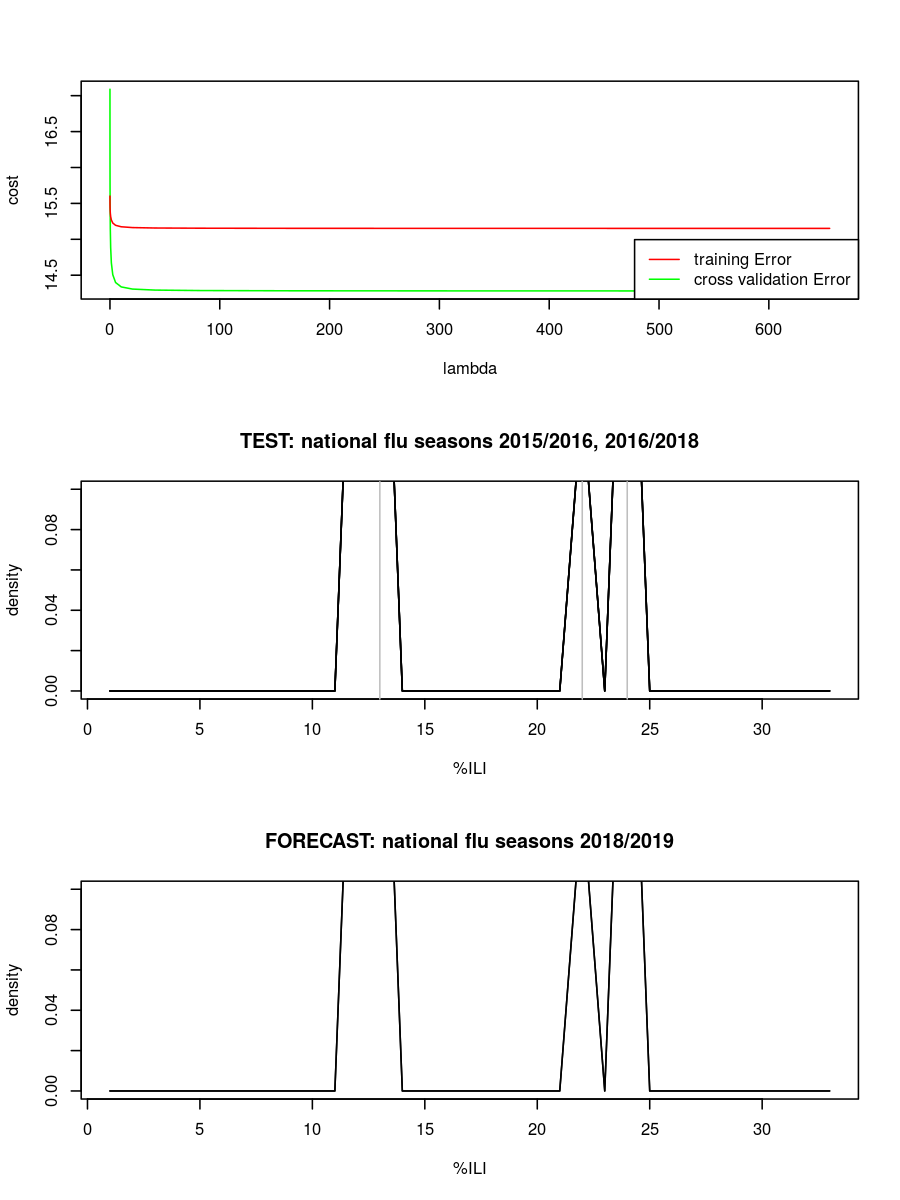 cost
16.5
15.5
14.5
training Error
cross validation Error
0 100 200 300 400 500 600
lambda
TEST: national flu seasons 2015/2016, 2016/2018
density
0.08
0.04
0.00
0 5 10 15 20 25 30
%ILI
FORECAST: national flu seasons 2018/2019
density
0.08
0.04
0.00
0 5 10 15 20 25 30
%ILI